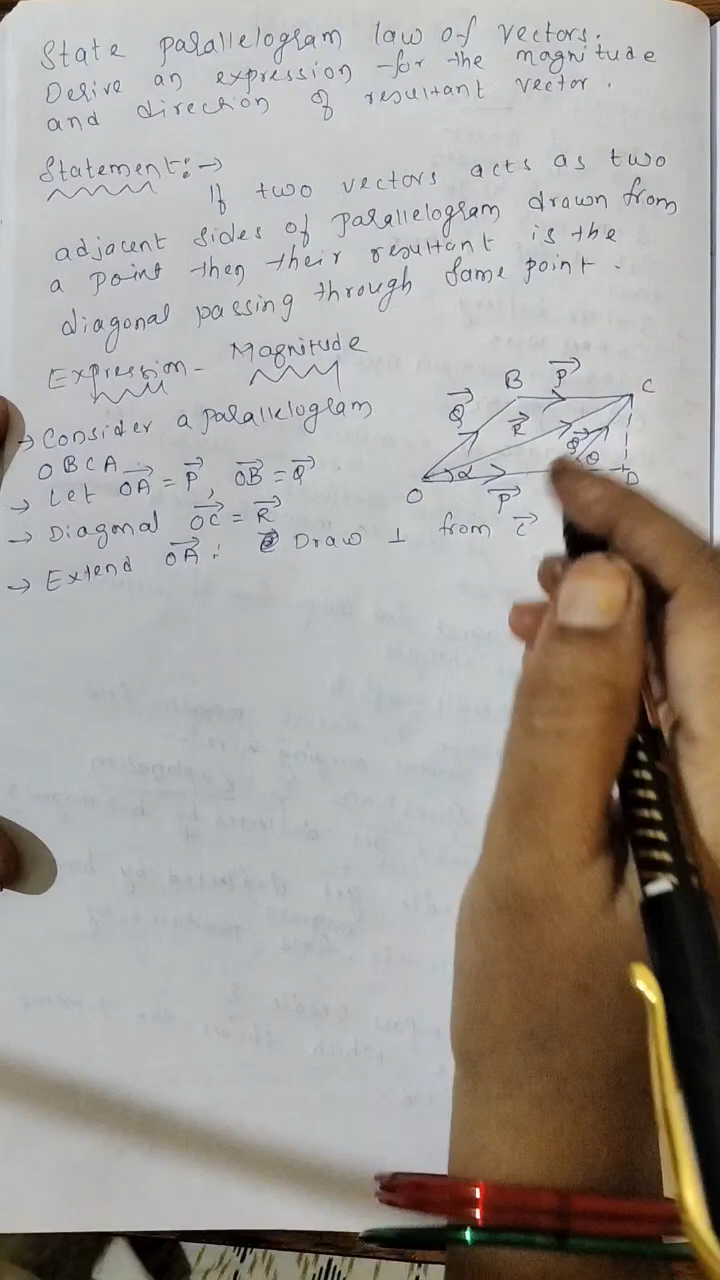 State parallelogram law of vectors.
Derive an expression for the magnitude
and direction of resultant vector.
Statement:→
If two vectors acts as two
adjacent sides of parallelogram drawn from
a point then their resultant is the
diagonal passing through same point.
Expression- Magnitude
→ Consider a parallelogram
OBCA
→ Let OA⃗ = P⃗, OB⃗ = Q⃗
→ Diagonal OC⃗ = R⃗
→ Extend OA⃗ : Draw ⊥ from C⃗
B P⃗ C
Q⃗ R⃗ Q⃗
O α P⃗ θ D